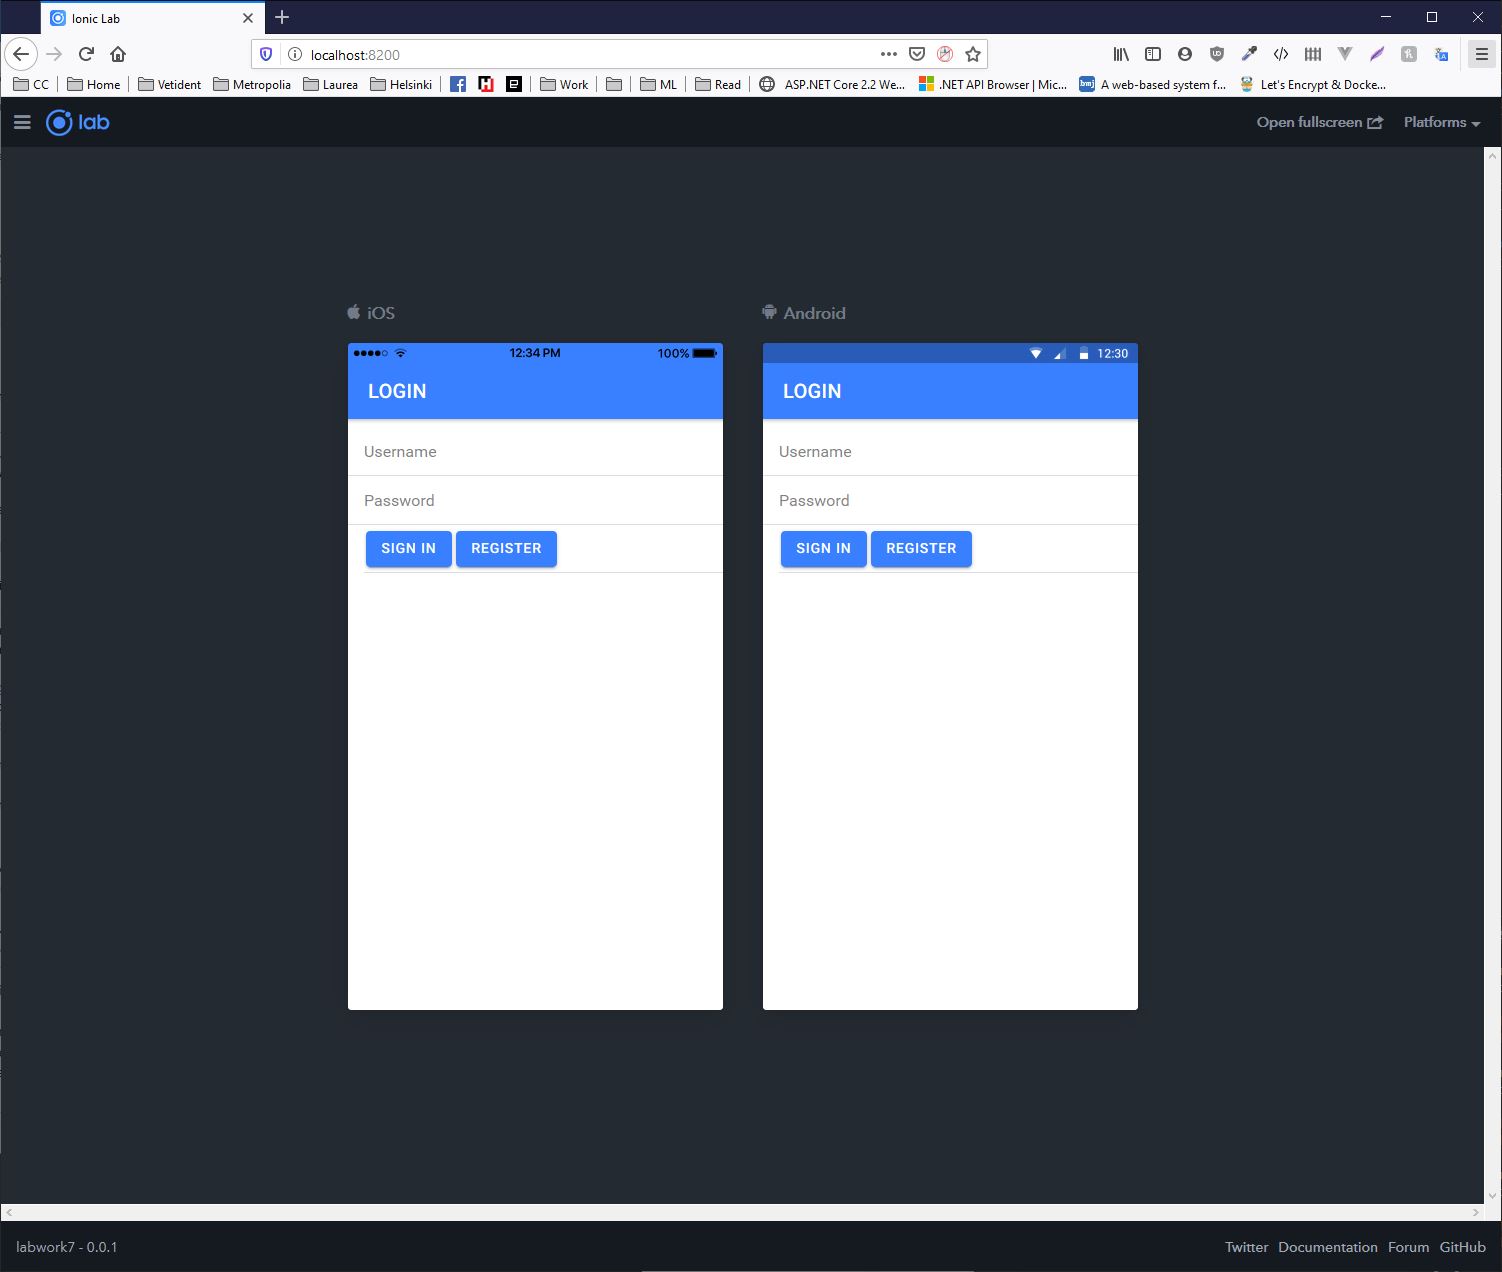 Ionic Lab
localhost:8200
CC Home Vetident Metropolia Laurea Helsinki Work ML Read ASP.NET Core 2.2 We... .NET API Browser | Mic... bmj A web-based system f... Let's Encrypt & Docke...
lab Open fullscreen Platforms
iOS Android
12:34 PM 100% 12:30
LOGIN LOGIN
Username Username
Password Password
SIGN IN REGISTER SIGN IN REGISTER
labwork7 - 0.0.1 Twitter Documentation Forum GitHub